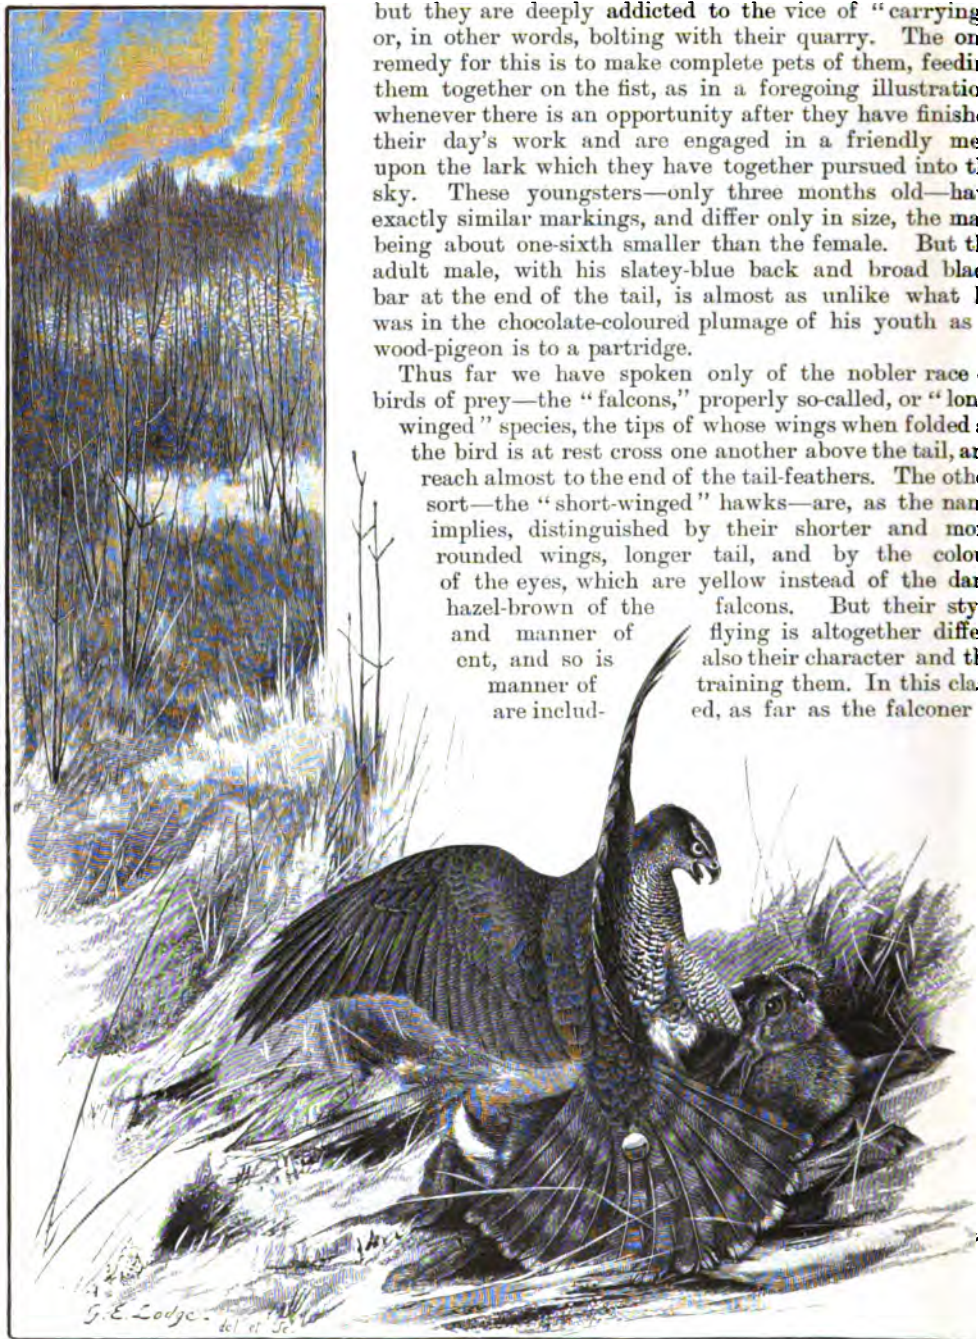 but they are deeply addicted to the vice of "carrying
or, in other words, bolting with their quarry. The on
remedy for this is to make complete pets of them, feedi
them together on the fist, as in a foregoing illustratio
whenever there is an opportunity after they have finish
their day's work and are engaged in a friendly me
upon the lark which they have together pursued into t
sky. These youngsters—only three months old—ha
exactly similar markings, and differ only in size, the ma
being about one-sixth smaller than the female. But t
adult male, with his slatey-blue back and broad bla
bar at the end of the tail, is almost as unlike what
was in the chocolate-coloured plumage of his youth as
wood-pigeon is to a partridge.
Thus far we have spoken only of the nobler race
birds of prey—the "falcons," properly so-called, or "lon
winged" species, the tips of whose wings when folded a
the bird is at rest cross one another above the tail, an
reach almost to the end of the tail-feathers. The oth
sort—the "short-winged" hawks—are, as the nam
implies, distinguished by their shorter and mo
rounded wings, longer tail, and by the colou
of the eyes, which are yellow instead of the da
hazel-brown of the falcons. But their sty
and manner of flying is altogether diffe
ent, and so is also their character and th
manner of training them. In this cla
are includ- ed, as far as the falconer
G. E. Lodge.
del et Sc.